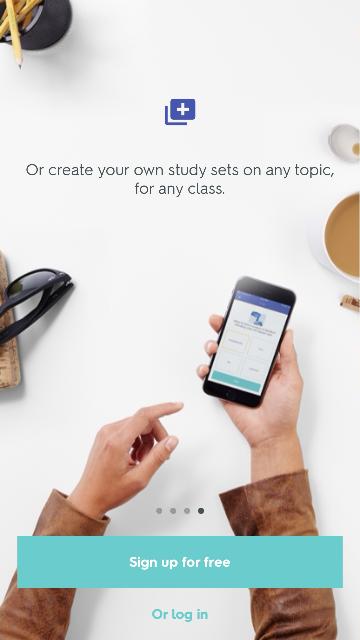 Or create your own study sets on any topic,
for any class.
Sign up for free
Or log in